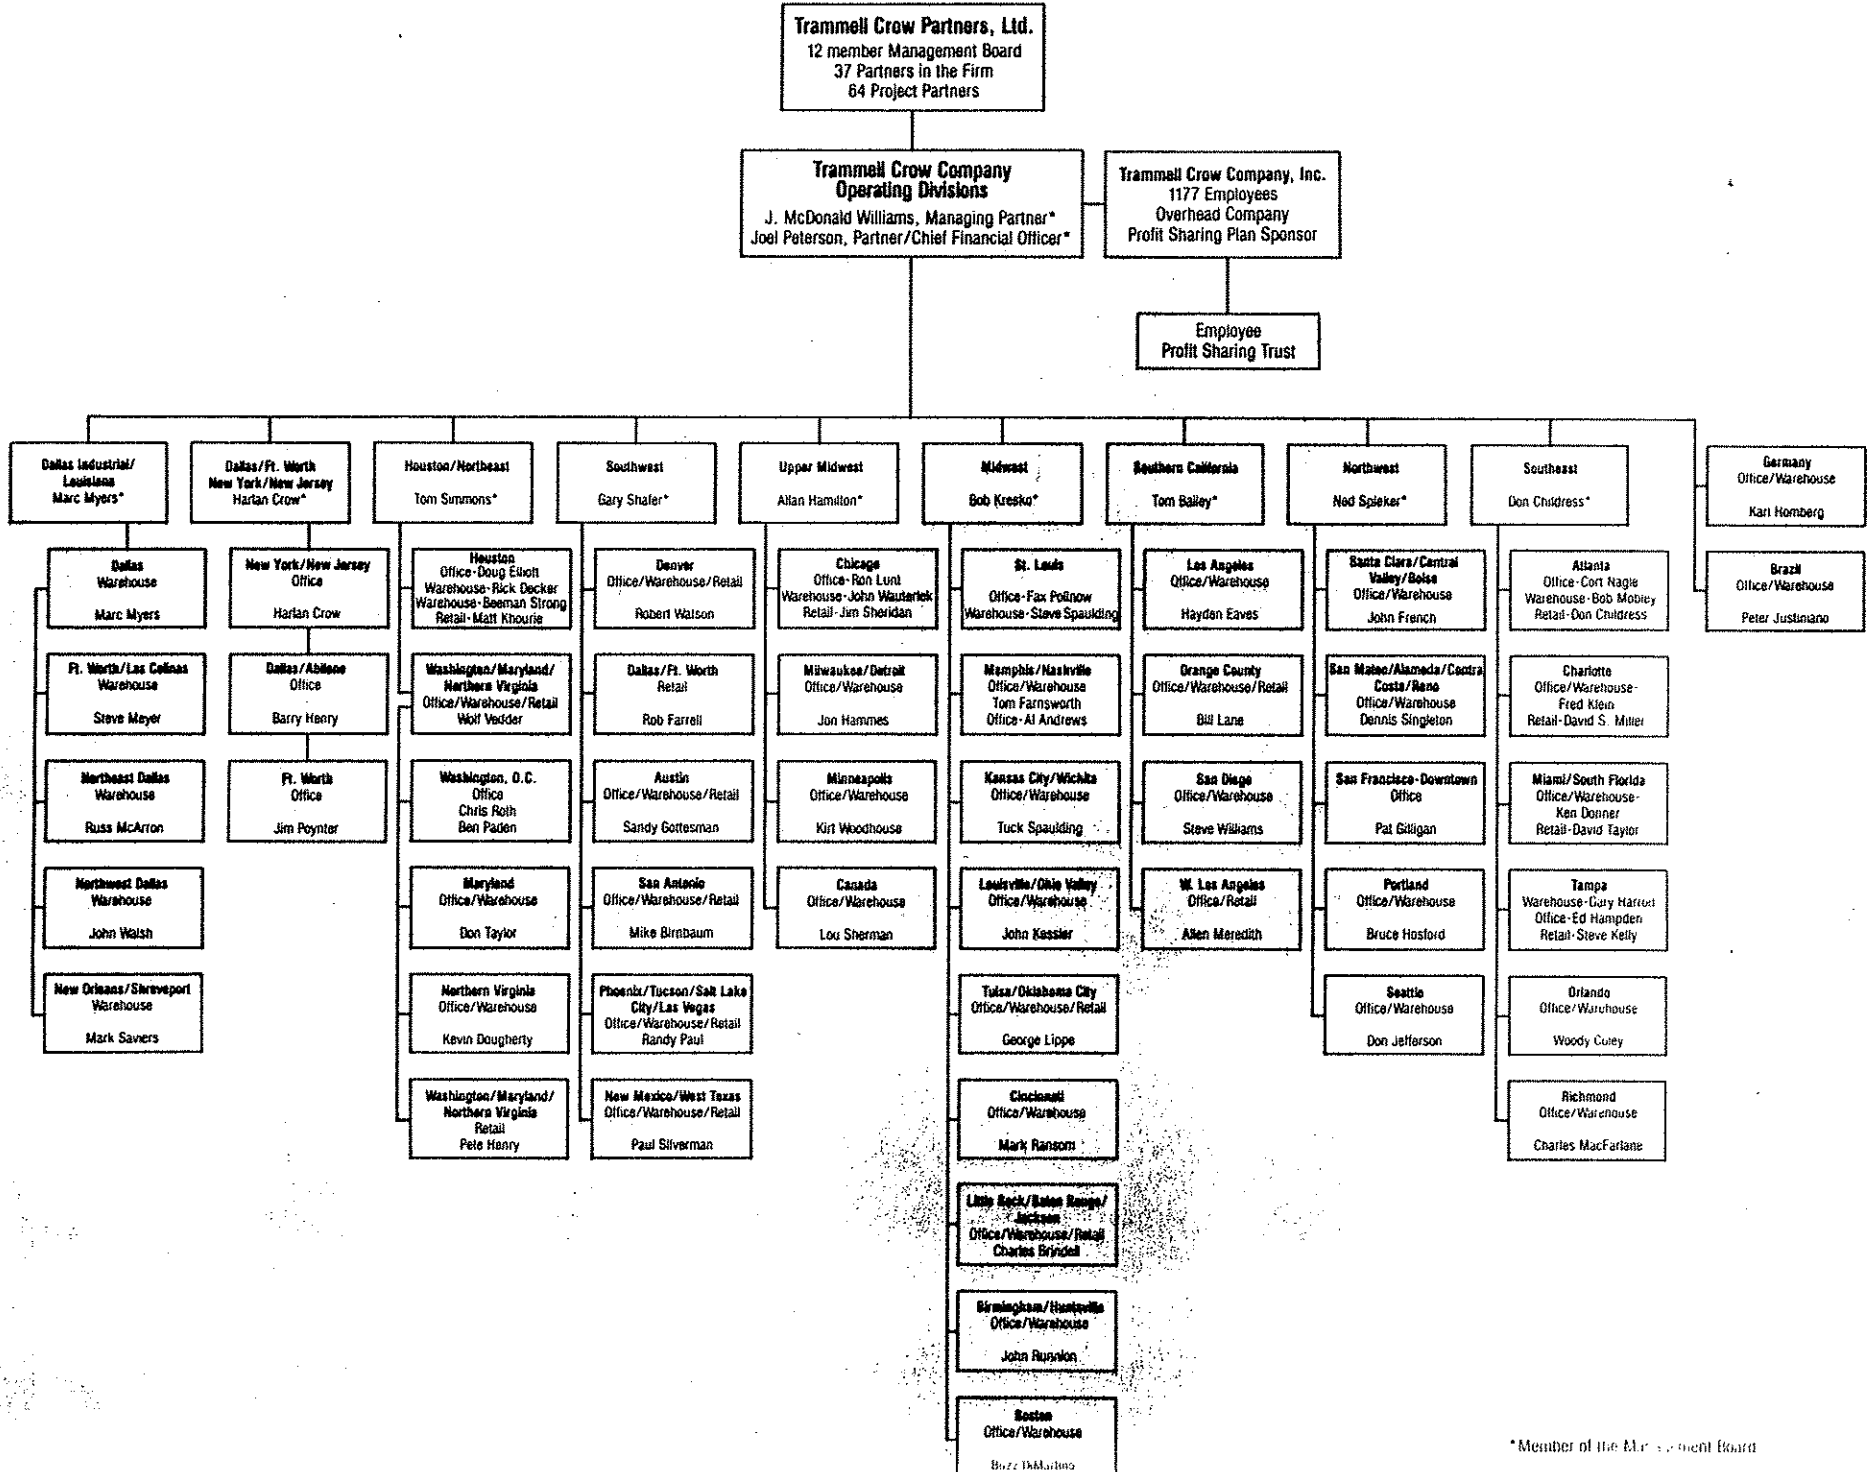 Trammell Crow Partners, Ltd.
12 member Management Board
37 Partners in the Firm
64 Project Partners
Trammell Crow Company
Operating Divisions
J. McDonald Williams, Managing Partner*
Joel Peterson, Partner/Chief Financial Officer*
Trammell Crow Company, Inc.
1177 Employees
Overhead Company
Profit Sharing Plan Sponsor
Employee
Profit Sharing Trust
Dallas Industrial/
Louisiana
Marc Myers*
Dallas
Warehouse
Marc Myers
Ft. Worth/Las Colinas
Warehouse
Steve Meyer
Northeast Dallas
Warehouse
Russ McArron
Northwest Dallas
Warehouse
John Walsh
New Orleans/Shreveport
Warehouse
Mark Saviers
Dallas/Ft. Worth
New York/New Jersey
Harlan Crow*
New York/New Jersey
Office
Harlan Crow
Dallas/Abilene
Office
Barry Henry
Ft. Worth
Office
Jim Poynter
Houston/Northeast
Tom Simmons*
Houston
Office-Doug Elliott
Warehouse-Rick Decker
Warehouse-Beeman Strong
Retail-Matt Khourie
Washington/Maryland/
Northern Virginia
Office/Warehouse/Retail
Wolf Vedder
Washington, D.C.
Office
Chris Roth
Ben Paden
Maryland
Office/Warehouse
Don Taylor
Northern Virginia
Office/Warehouse
Kevin Dougherty
Washington/Maryland/
Northern Virginia
Retail
Pete Henry
Southwest
Gary Shafer*
Denver
Office/Warehouse/Retail
Robert Watson
Dallas/Ft. Worth
Retail
Rob Farrell
Austin
Office/Warehouse/Retail
Sandy Gottesman
San Antonio
Office/Warehouse/Retail
Mike Birnbaum
Phoenix/Tucson/Salt Lake
City/Las Vegas
Office/Warehouse/Retail
Randy Paul
New Mexico/West Texas
Office/Warehouse/Retail
Paul Silverman
Upper Midwest
Allan Hamilton*
Chicago
Office-Ron Lunt
Warehouse-John Wauterlek
Retail-Jim Sheridan
Milwaukee/Detroit
Office/Warehouse
Jon Hammes
Minneapolis
Office/Warehouse
Kirt Woodhouse
Canada
Office/Warehouse
Lou Sherman
Midwest
Bob Kresko*
St. Louis
Office-Fax Pollnow
Warehouse-Steve Spaulding
Memphis/Nashville
Office/Warehouse
Tom Farnsworth
Office-Al Andrews
Kansas City/Wichita
Office/Warehouse
Tuck Spaulding
Louisville/Ohio Valley
Office/Warehouse
John Kessler
Tulsa/Oklahoma City
Office/Warehouse/Retail
George Lippe
Cincinnati
Office/Warehouse
Mark Ransom
Little Rock/Baton Rouge/
Jackson
Office/Warehouse/Retail
Charles Brindell
Birmingham/Huntsville
Office/Warehouse
John Runnion
Boston
Office/Warehouse
Southern California
Tom Bailey*
Los Angeles
Office/Warehouse
Hayden Eaves
Orange County
Office/Warehouse/Retail
Bill Lane
San Diego
Office/Warehouse
Steve Williams
W. Los Angeles
Office/Retail
Allen Meredith
Northwest
Ned Spieker*
Santa Clara/Central
Valley/Boise
Office/Warehouse
John French
San Mateo/Alameda/Contra
Costa/Reno
Office/Warehouse
Dennis Singleton
San Francisco-Downtown
Office
Pat Gilligan
Portland
Office/Warehouse
Bruce Hosford
Seattle
Office/Warehouse
Don Jefferson
Southeast
Don Childress*
Atlanta
Office-Cort Nagle
Warehouse-Bob Mobley
Retail-Don Childress
Charlotte
Office/Warehouse-
Fred Klein
Retail-David S. Miller
Miami/South Florida
Office/Warehouse-
Ken Donner
Retail-David Taylor
Tampa
Warehouse-Gary Harrod
Office-Ed Hampden
Retail-Steve Kelly
Orlando
Office/Warehouse
Woody
Richmond
Office/Warehouse
Charles MacFarlane
Germany
Office/Warehouse
Karl Homberg
Brazil
Office/Warehouse
Peter Justiniano
*Member of the Management Board